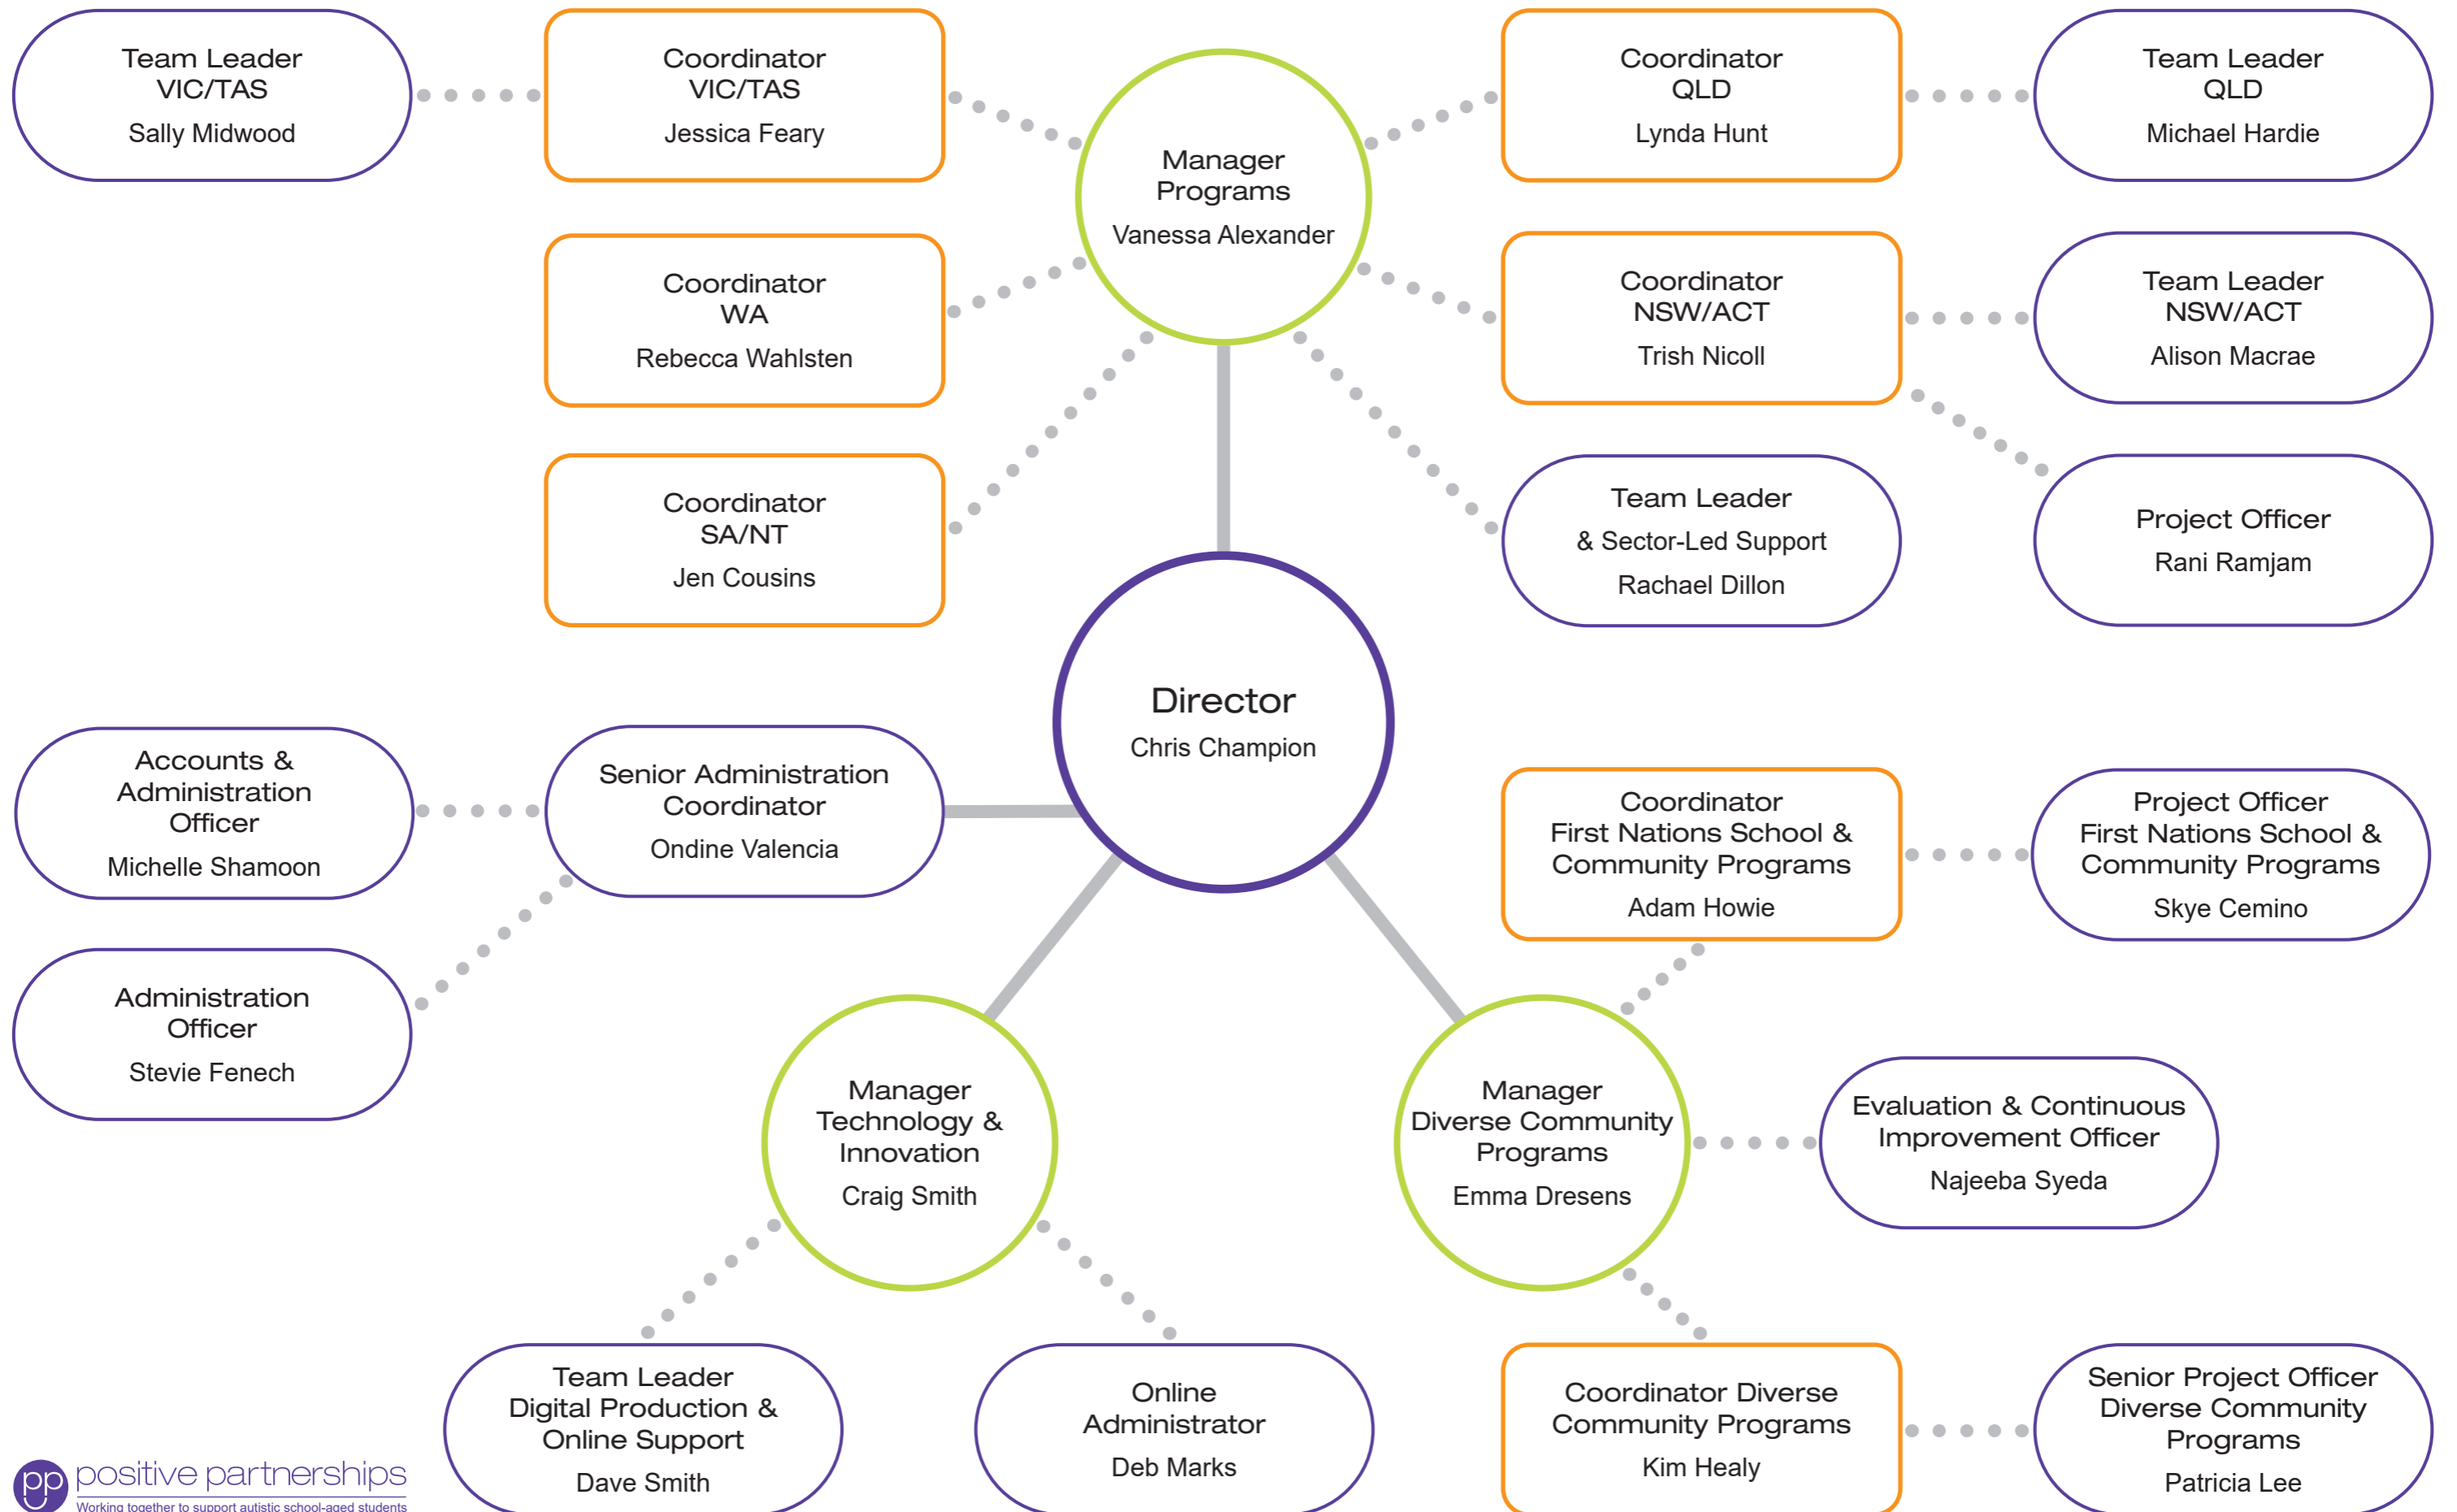 Team Leader
VIC/TAS
Sally Midwood
Coordinator
VIC/TAS
Jessica Feary
Manager
Programs
Vanessa Alexander
Coordinator
QLD
Lynda Hunt
Team Leader
QLD
Michael Hardie
Coordinator
WA
Rebecca Wahlsten
Coordinator
NSW/ACT
Trish Nicoll
Team Leader
NSW/ACT
Alison Macrae
Coordinator
SA/NT
Jen Cousins
Team Leader
& Sector-Led Support
Rachael Dillon
Project Officer
Rani Ramjam
Director
Chris Champion
Accounts &
Administration
Officer
Michelle Shamoon
Senior Administration
Coordinator
Ondine Valencia
Coordinator
First Nations School &
Community Programs
Adam Howie
Project Officer
First Nations School &
Community Programs
Skye Cemino
Administration
Officer
Stevie Fenech
Manager
Technology &
Innovation
Craig Smith
Manager
Diverse Community
Programs
Emma Dresens
Evaluation & Continuous
Improvement Officer
Najeeba Syeda
Team Leader
Digital Production &
Online Support
Dave Smith
Online
Administrator
Deb Marks
Coordinator Diverse
Community Programs
Kim Healy
Senior Project Officer
Diverse Community
Programs
Patricia Lee
pp positive partnerships
Working together to support autistic school-aged students